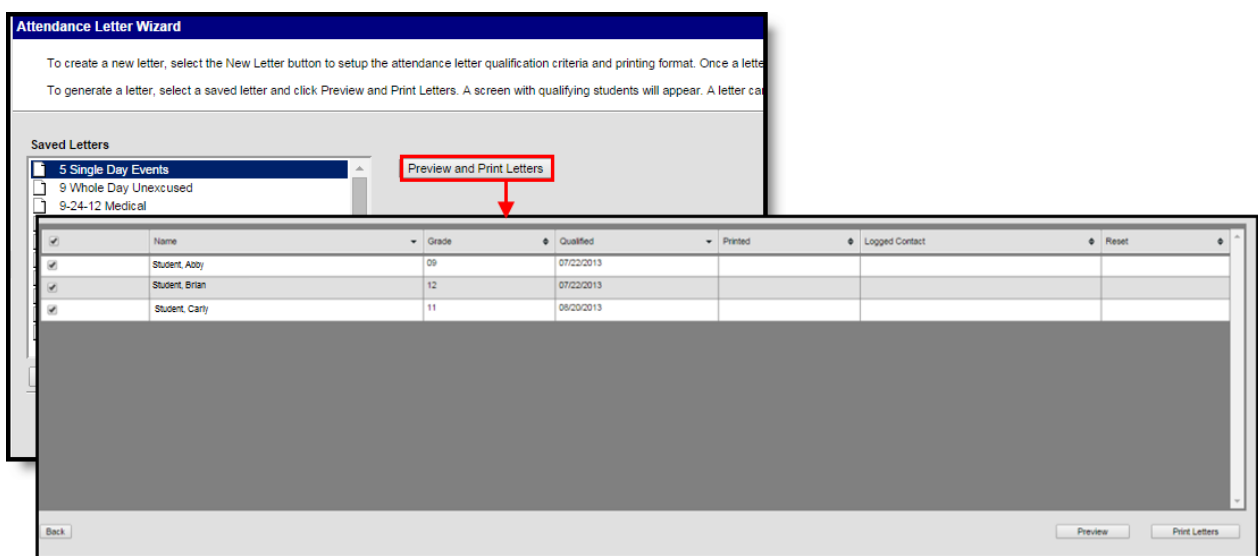 Attendance Letter Wizard
To create a new letter, select the New Letter button to setup the attendance letter qualification criteria and printing format. Once a lette
To generate a letter, select a saved letter and click Preview and Print Letters. A screen with qualifying students will appear. A letter ca
Saved Letters
5 Single Day Events
9 Whole Day Unexcused
9-24-12 Medical
Preview and Print Letters
Name Grade Qualified Printed Logged Contact Reset
Student, Abby 09 07/22/2013
Student, Brian 12 07/22/2013
Student, Carly 11 08/20/2013
Back Preview Print Letters